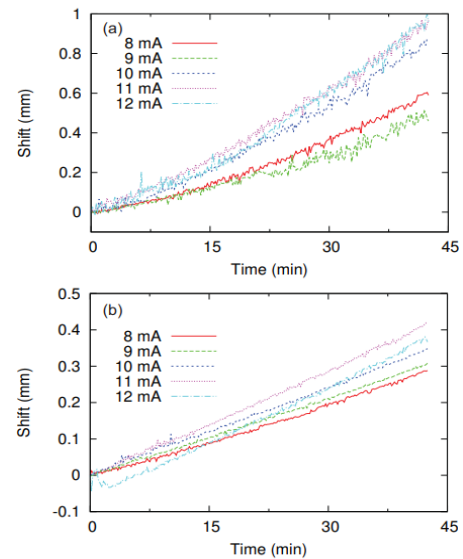 (a)
8 mA
9 mA
10 mA
11 mA
12 mA
1
0.8
0.6
0.4
0.2
0
Shift (mm)
0 15 30 45
Time (min)
(b)
8 mA
9 mA
10 mA
11 mA
12 mA
0.5
0.4
0.3
0.2
0.1
0
-0.1
Shift (mm)
0 15 30 45
Time (min)